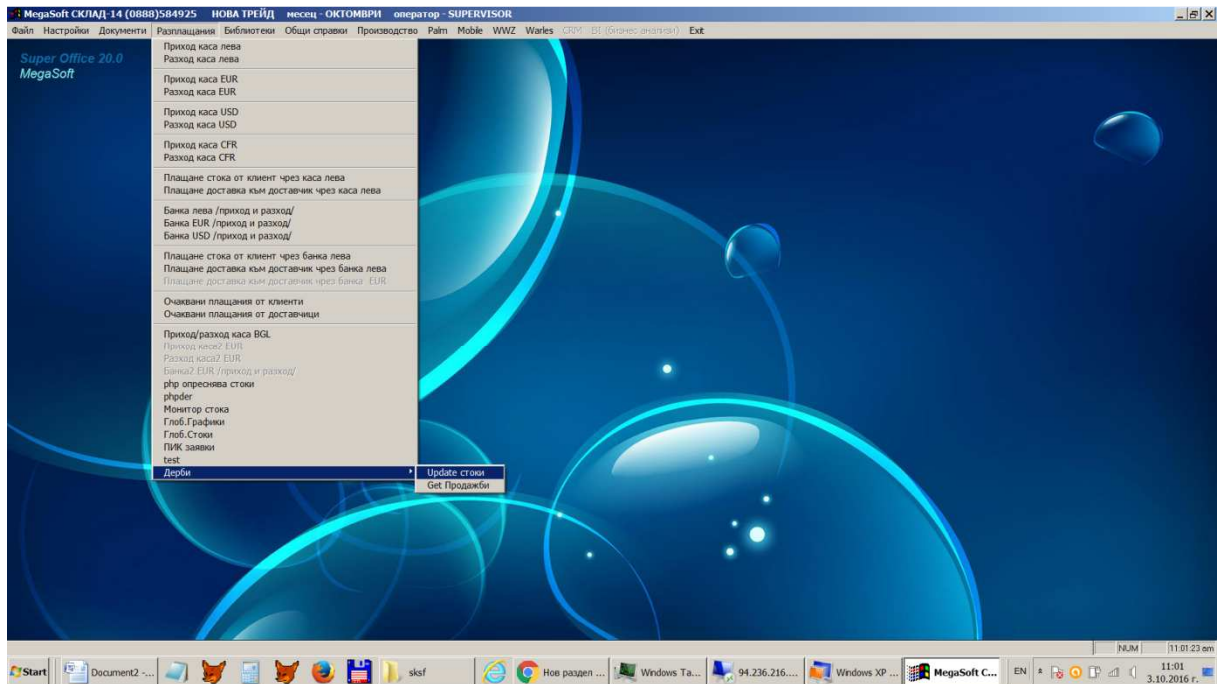 MegaSoft СКЛАД-14 (0888)584925 НОВА ТРЕЙД месец - ОКТОМВРИ оператор - SUPERVISOR
Файл Настройки Документи Разплащания Библиотеки Общи справки Производство Palm Mobile WWZ Warles CRM BI (бизнес анализи) Exit
Super Office 20.0
MegaSoft
Приход каса лева
Разход каса лева
Приход каса EUR
Разход каса EUR
Приход каса USD
Разход каса USD
Приход каса CFR
Разход каса CFR
Плащане стока от клиент чрез каса лева
Плащане доставка към доставчик чрез каса лева
Банка лева /приход и разход/
Банка EUR /приход и разход/
Банка USD /приход и разход/
Плащане стока от клиент чрез банка лева
Плащане доставка към доставчик чрез банка лева
Плащане доставка към доставчик чрез банка EUR
Очаквани плащания от клиенти
Очаквани плащания от доставчици
Приход/разход каса BGL
Приход каса2 EUR
Разход каса2 EUR
Банка2 EUR /приход и разход/
php опреснява стоки
phpder
Монитор стока
Глоб.Графики
Глоб.Стоки
ПИК заявки
test
Дерби
Update стоки
Get Продажби
NUM 11:01:23 am
Start Document2 -... sksf Нов раздел ... Windows Ta... 94.236.216.... Windows XP ... MegaSoft C... EN 11:01
3.10.2016 г.